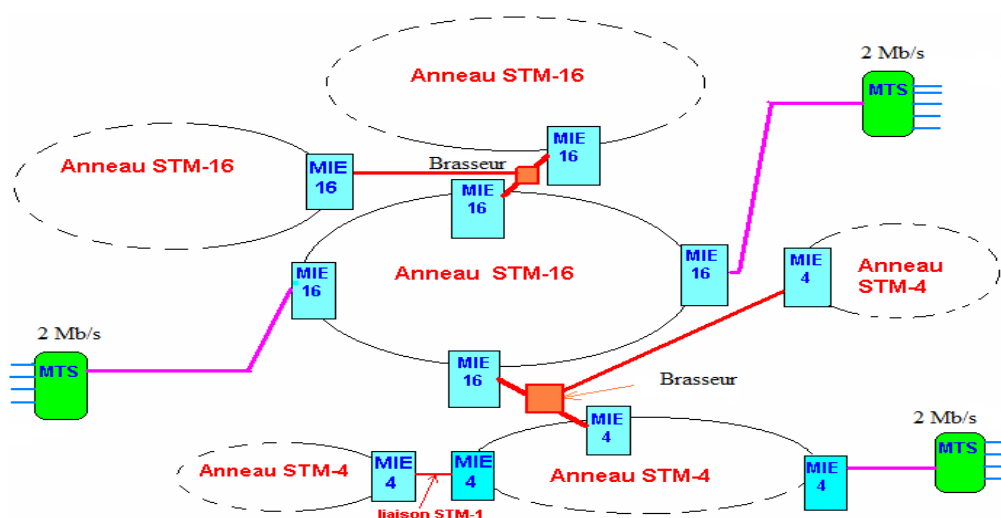 2 Mb/s
MTS
Anneau STM-16
MIE
16
Brasseur
Anneau STM-16
MIE
16
MIE
16
MIE
16
Anneau STM-16
MIE
16
MIE
4
Anneau
STM-4
2 Mb/s
MTS
MIE
16
Brasseur
MIE
4
2 Mb/s
MTS
Anneau STM-4
MIE
4
MIE
4
Anneau STM-4
MIE
4
liaison STM-1